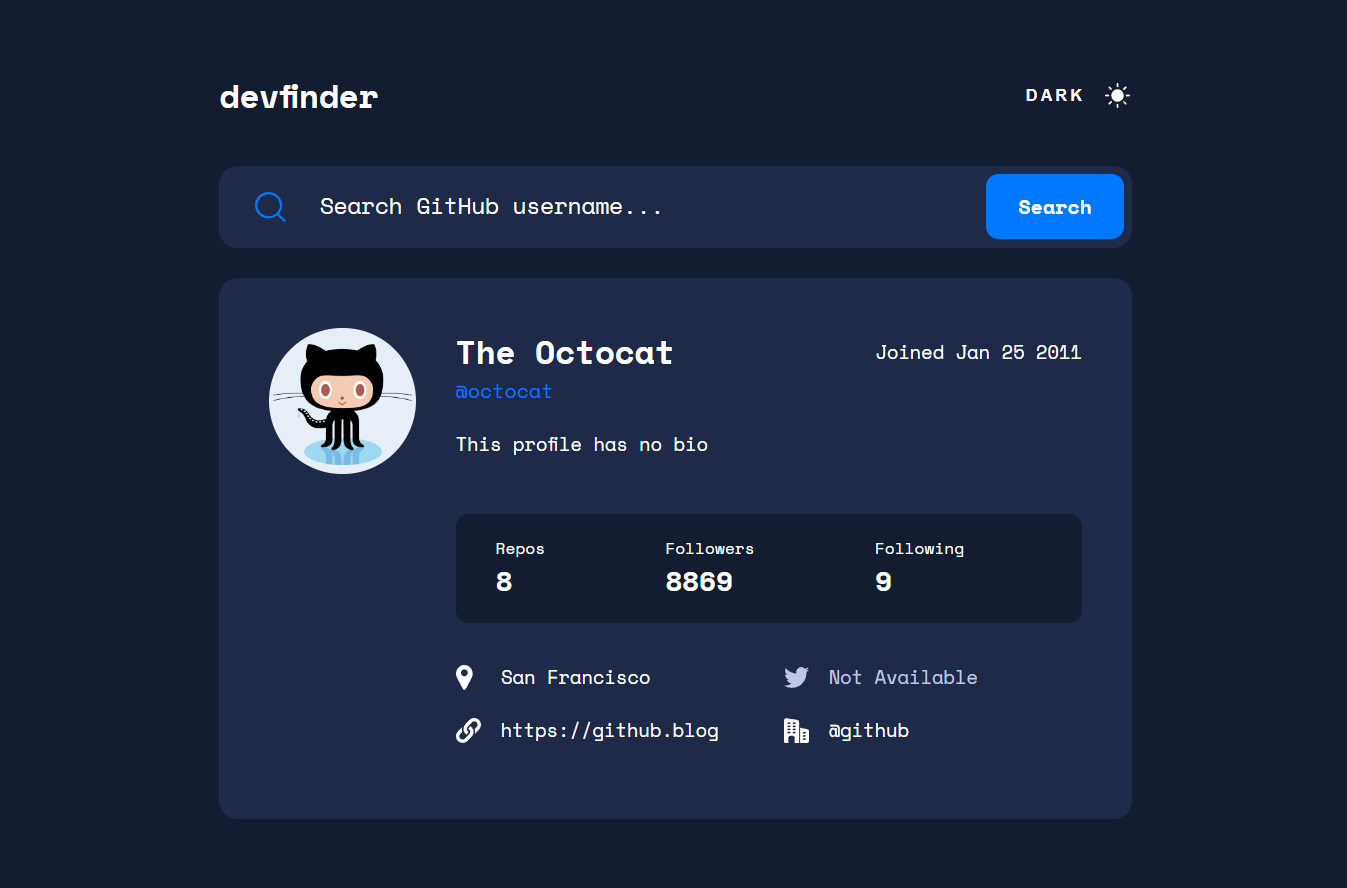 devfinder
DARK
Search GitHub username...
Search
The Octocat
Joined Jan 25 2011
@octocat
This profile has no bio
Repos
Followers
Following
8
8869
9
San Francisco
Not Available
https://github.blog
@github